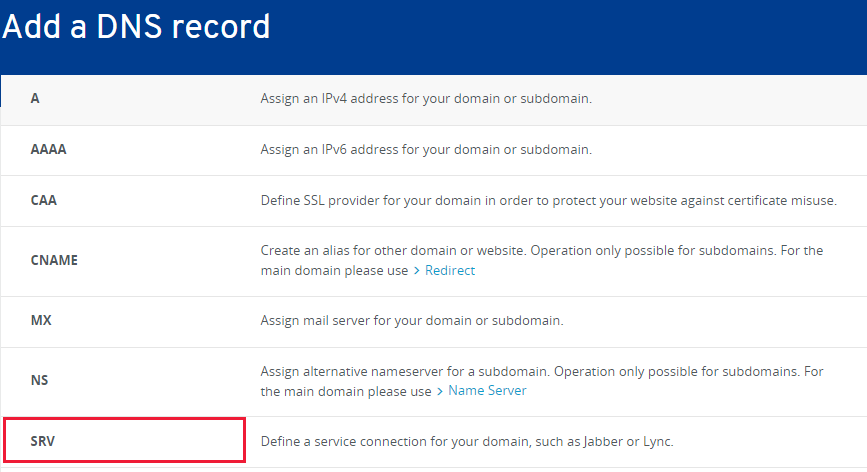 Add a DNS record
A Assign an IPv4 address for your domain or subdomain.
AAAA Assign an IPv6 address for your domain or subdomain.
CAA Define SSL provider for your domain in order to protect your website against certificate misuse.
CNAME Create an alias for other domain or website. Operation only possible for subdomains. For the
main domain please use > Redirect
MX Assign mail server for your domain or subdomain.
NS Assign alternative nameserver for a subdomain. Operation only possible for subdomains. For
the main domain please use > Name Server
SRV Define a service connection for your domain, such as Jabber or Lync.